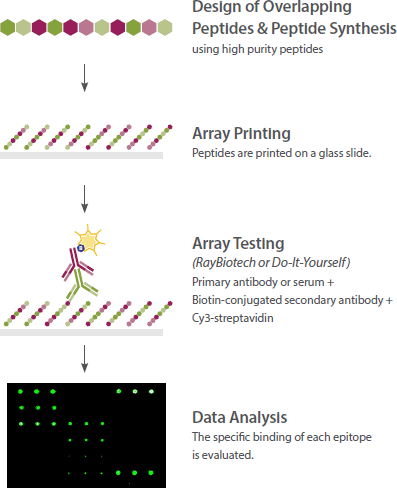 Design of Overlapping
Peptides & Peptide Synthesis
using high purity peptides
Array Printing
Peptides are printed on a glass slide.
Array Testing
(RayBiotech or Do-It-Yourself)
Primary antibody or serum +
Biotin-conjugated secondary antibody +
Cy3-streptavidin
Data Analysis
The specific binding of each epitope
is evaluated.